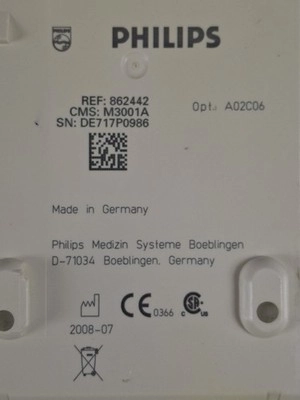 PHILIPS
REF: 862442
CMS: M3001A
SN: DE717P0986
Opt: A02C06
Made in Germany
Philips Medizin Systeme Boeblingen
D-71034 Boeblingen, Germany
CE 0366
C US
2008-07